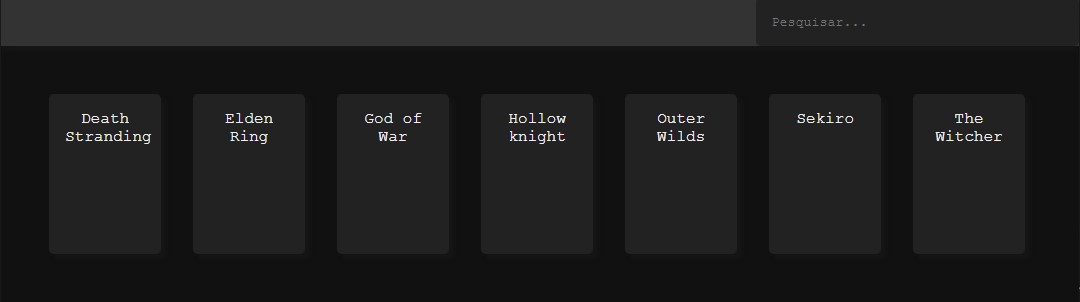 Pesquisar...
Death
Stranding
Elden
Ring
God of
War
Hollow
knight
Outer
Wilds
Sekiro
The
Witcher